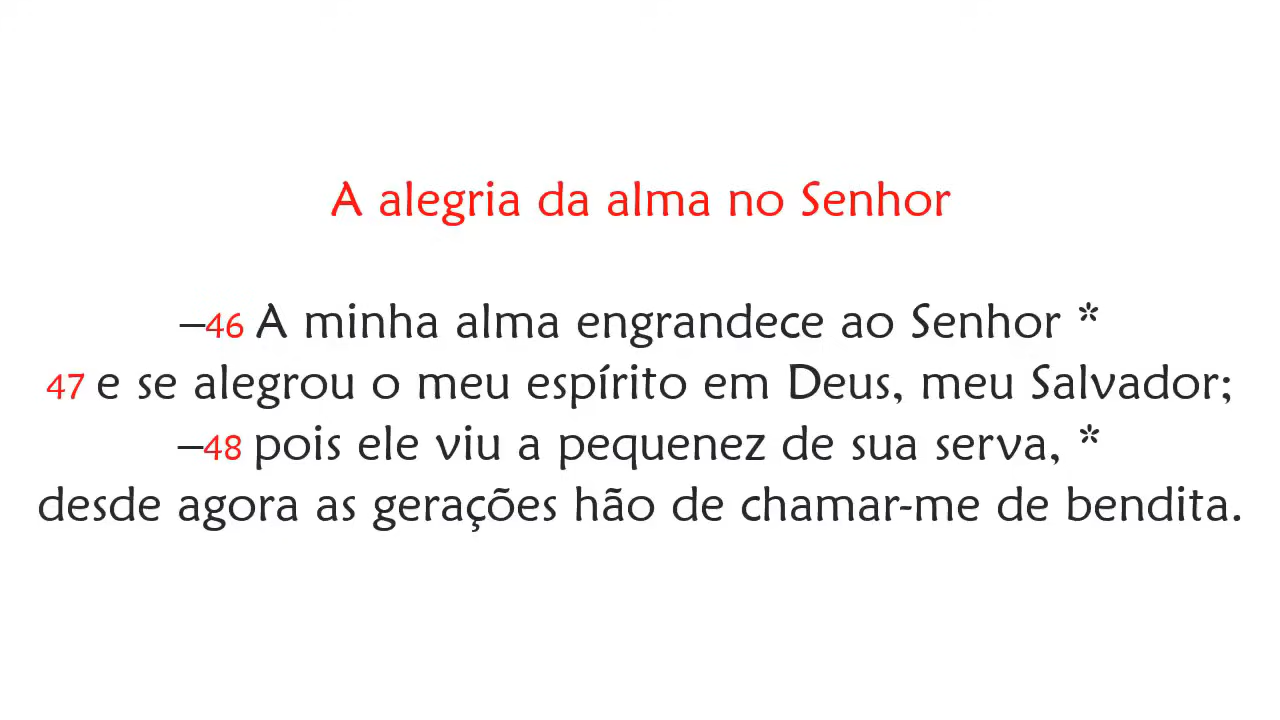 A alegria da alma no Senhor
–46 A minha alma engrandece ao Senhor *
47 e se alegrou o meu espírito em Deus, meu Salvador;
–48 pois ele viu a pequenez de sua serva, *
desde agora as gerações hão de chamar-me de bendita.